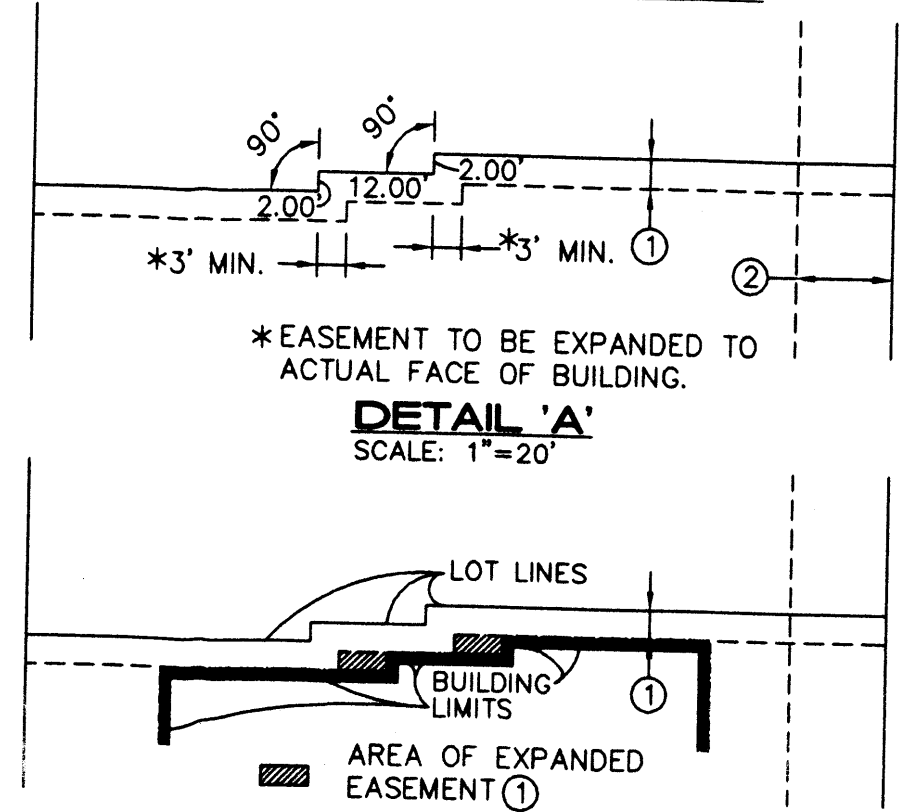 90°
90°
2.00'
12.00'
2.00'
*3' MIN.
*3' MIN.
1
2
* EASEMENT TO BE EXPANDED TO
ACTUAL FACE OF BUILDING.
DETAIL 'A'
SCALE: 1"=20'
LOT LINES
BUILDING
LIMITS
1
AREA OF EXPANDED
EASEMENT 1